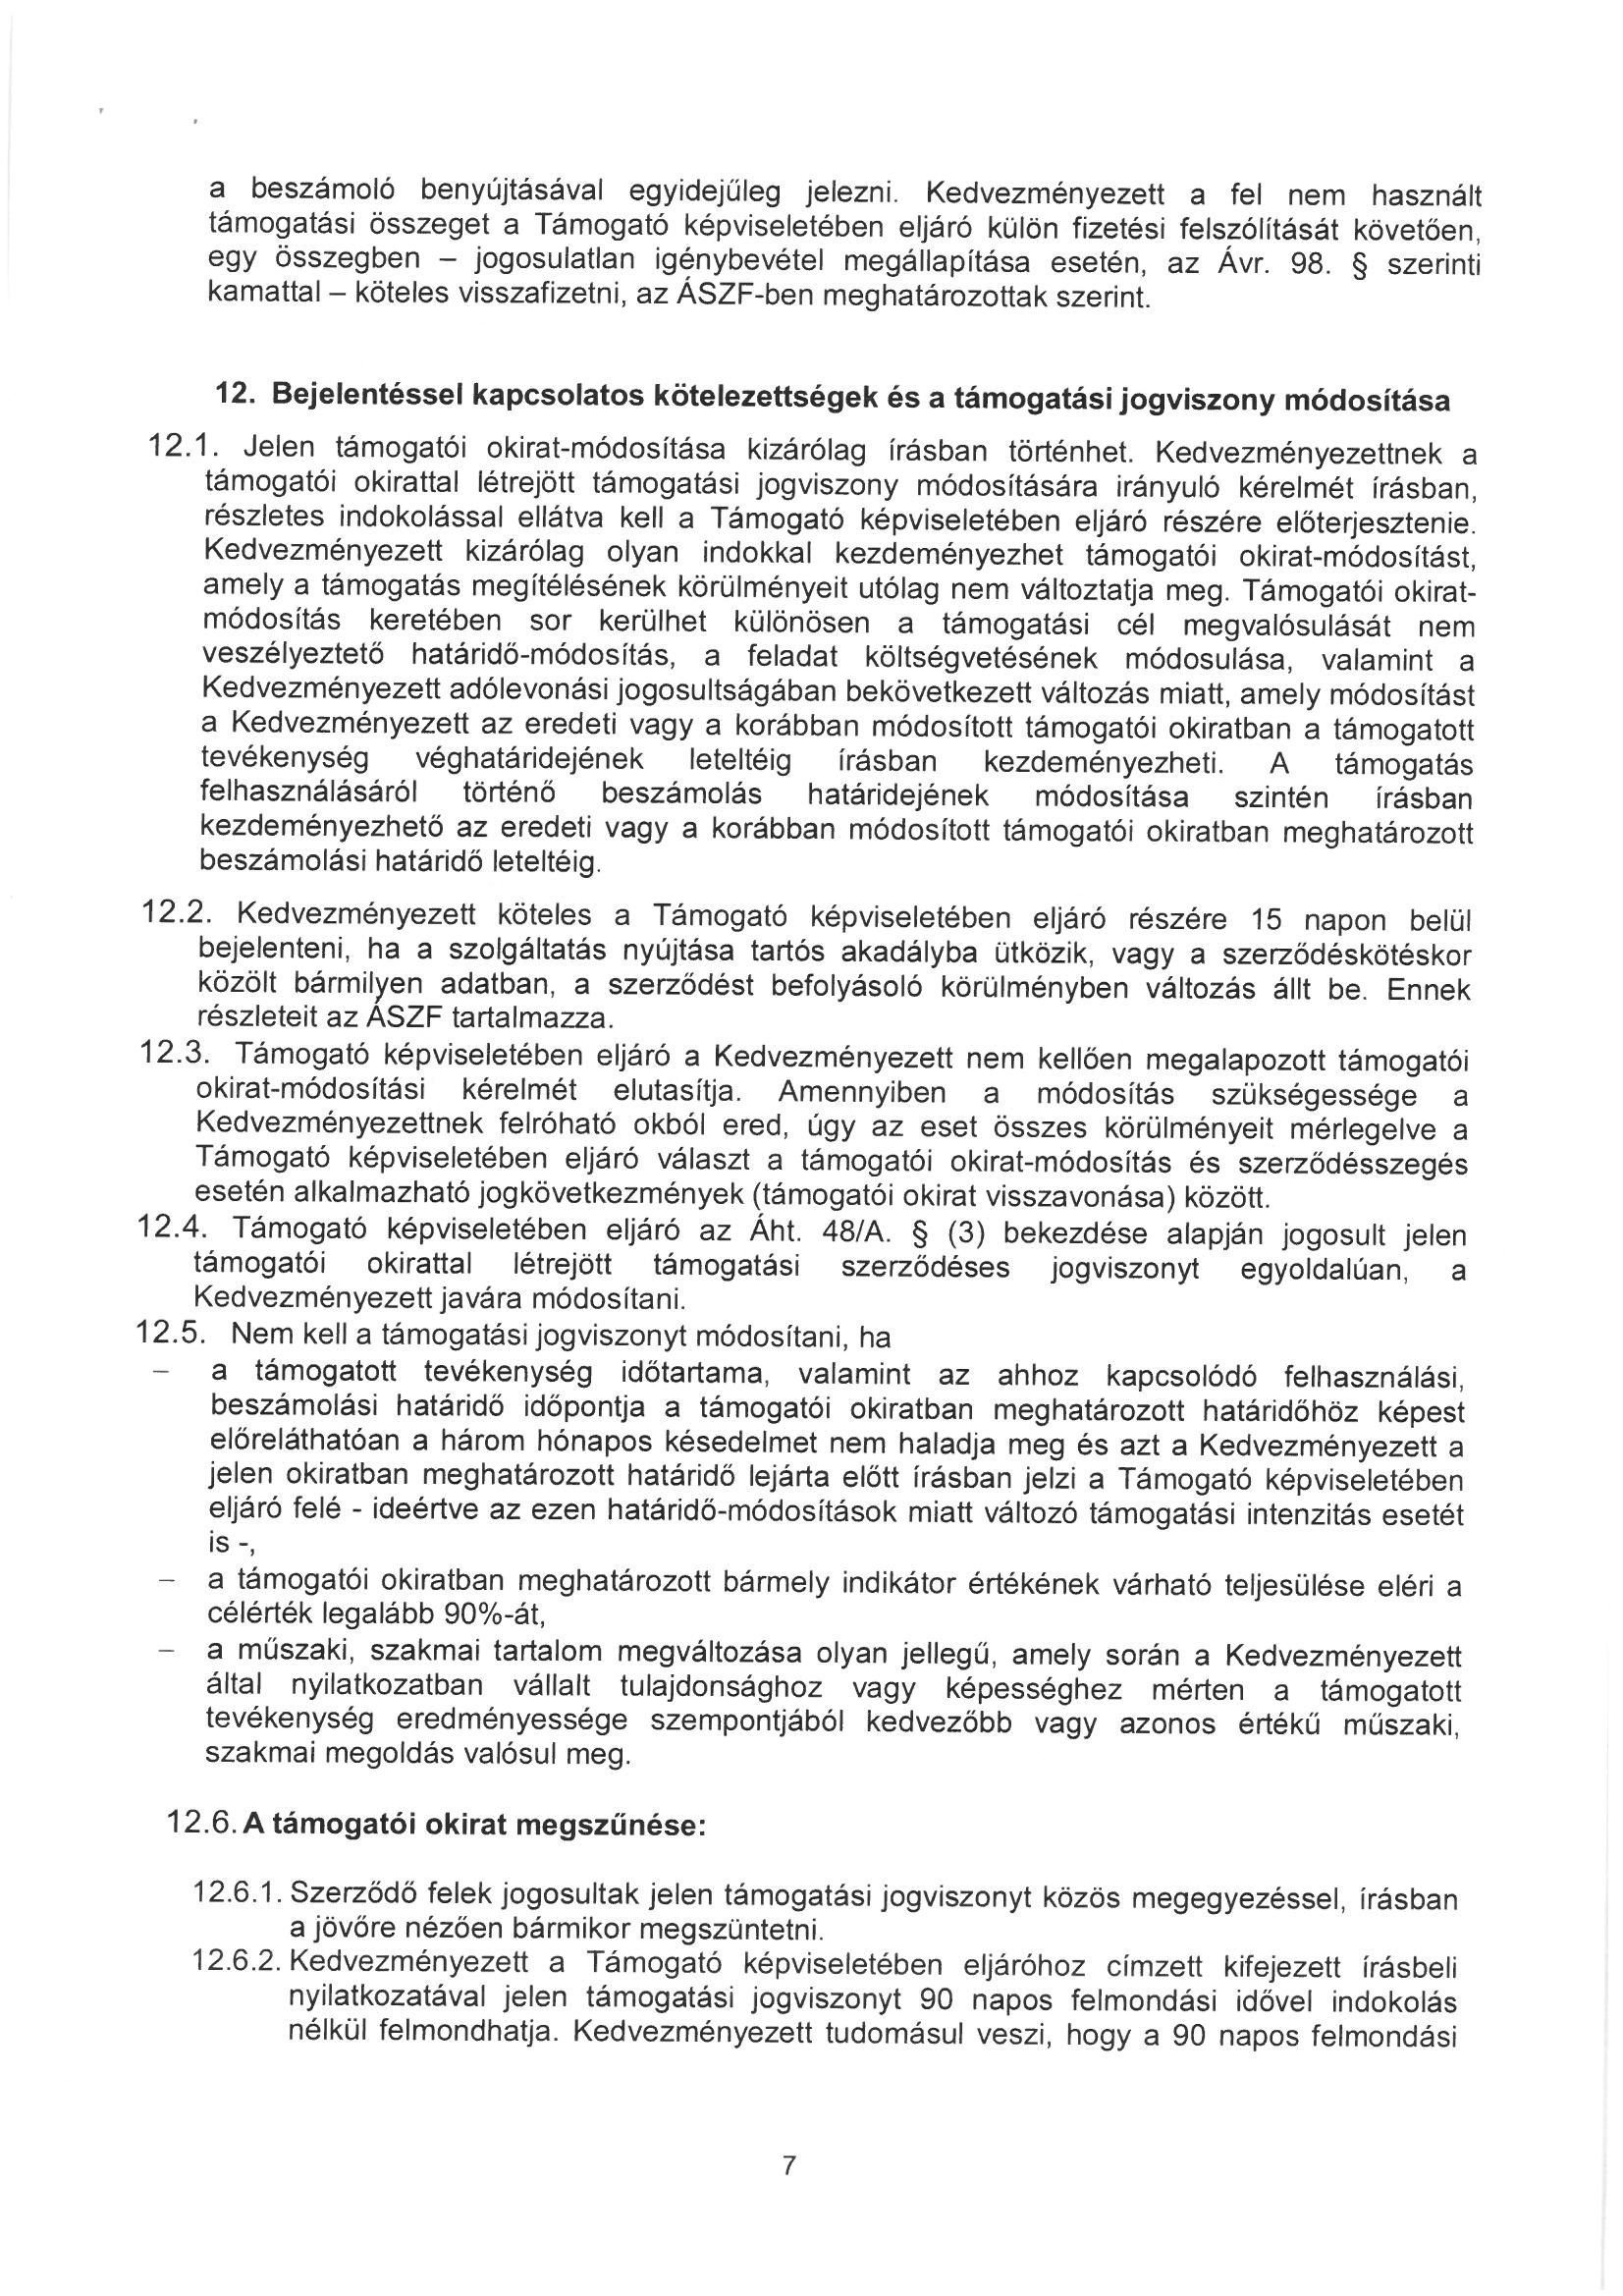 a beszámoló benyújtásával egyidejűleg jelezni. Kedvezményezett a fel nem használt
támogatási összeget a Támogató képviseletében eljáró külön fizetési felszólítását követően,
egy összegben – jogosulatlan igénybevétel megállapítása esetén, az Ávr. 98. § szerinti
kamattal – köteles visszafizetni, az ÁSZF-ben meghatározottak szerint.
12. Bejelentéssel kapcsolatos kötelezettségek és a támogatási jogviszony módosítása
12.1. Jelen támogatói okirat-módosítása kizárólag írásban történhet. Kedvezményezettnek a
támogatói okirattal létrejött támogatási jogviszony módosítására irányuló kérelmét írásban,
részletes indokolással ellátva kell a Támogató képviseletében eljáró részére előterjesztenie.
Kedvezményezett kizárólag olyan indokkal kezdeményezhet támogatói okirat-módosítást,
amely a támogatás megítélésének körülményeit utólag nem változtatja meg. Támogatói okirat-
módosítás keretében sor kerülhet különösen a támogatási cél megvalósulását nem
veszélyeztető határidő-módosítás, a feladat költségvetésének módosulása, valamint a
Kedvezményezett adólevonási jogosultságában bekövetkezett változás miatt, amely módosítást
a Kedvezményezett az eredeti vagy a korábban módosított támogatói okiratban a támogatott
tevékenység véghatáridejének leteltéig írásban kezdeményezheti. A támogatás
felhasználásáról történő beszámolás határidejének módosítása szintén írásban
kezdeményezhető az eredeti vagy a korábban módosított támogatói okiratban meghatározott
beszámolási határidő leteltéig.
12.2. Kedvezményezett köteles a Támogató képviseletében eljáró részére 15 napon belül
bejelenteni, ha a szolgáltatás nyújtása tartós akadályba ütközik, vagy a szerződéskötéskor
közölt bármilyen adatban, a szerződést befolyásoló körülményben változás állt be. Ennek
részleteit az ÁSZF tartalmazza.
12.3. Támogató képviseletében eljáró a Kedvezményezett nem kellően megalapozott támogatói
okirat-módosítási kérelmét elutasítja. Amennyiben a módosítás szükségessége a
Kedvezményezettnek felróható okból ered, úgy az eset összes körülményeit mérlegelve a
Támogató képviseletében eljáró választ a támogatói okirat-módosítás és szerződésszegés
esetén alkalmazható jogkövetkezmények (támogatói okirat visszavonása) között.
12.4. Támogató képviseletében eljáró az Áht. 48/A. § (3) bekezdése alapján jogosult jelen
támogatói okirattal létrejött támogatási szerződéses jogviszonyt egyoldalúan, a
Kedvezményezett javára módosítani.
12.5. Nem kell a támogatási jogviszonyt módosítani, ha
– a támogatott tevékenység időtartama, valamint az ahhoz kapcsolódó felhasználási,
beszámolási határidő időpontja a támogatói okiratban meghatározott határidőhöz képest
előreláthatóan a három hónapos késedelmet nem haladja meg és azt a Kedvezményezett a
jelen okiratban meghatározott határidő lejárta előtt írásban jelzi a Támogató képviseletében
eljáró felé - ideértve az ezen határidő-módosítások miatt változó támogatási intenzitás esetét
is -,
– a támogatói okiratban meghatározott bármely indikátor értékének várható teljesülése eléri a
célérték legalább 90%-át,
– a műszaki, szakmai tartalom megváltozása olyan jellegű, amely során a Kedvezményezett
által nyilatkozatban vállalt tulajdonsághoz vagy képességhez mérten a támogatott
tevékenység eredményessége szempontjából kedvezőbb vagy azonos értékű műszaki,
szakmai megoldás valósul meg.
12.6. A támogatói okirat megszűnése:
12.6.1. Szerződő felek jogosultak jelen támogatási jogviszonyt közös megegyezéssel, írásban
a jövőre nézően bármikor megszüntetni.
12.6.2. Kedvezményezett a Támogató képviseletében eljáróhoz címzett kifejezett írásbeli
nyilatkozatával jelen támogatási jogviszonyt 90 napos felmondási idővel indokolás
nélkül felmondhatja. Kedvezményezett tudomásul veszi, hogy a 90 napos felmondási
7